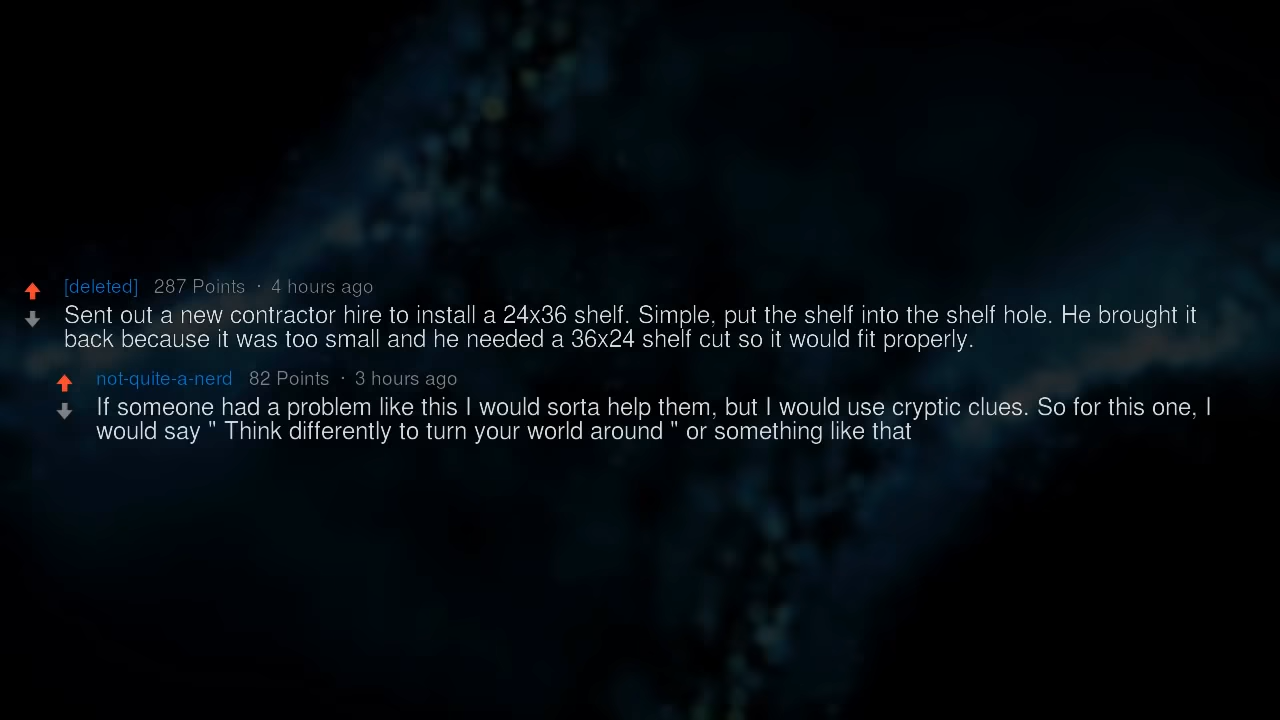 [deleted] 287 Points · 4 hours ago
Sent out a new contractor hire to install a 24x36 shelf. Simple, put the shelf into the shelf hole. He brought it
back because it was too small and he needed a 36x24 shelf cut so it would fit properly.
not-quite-a-nerd 82 Points · 3 hours ago
If someone had a problem like this I would sorta help them, but I would use cryptic clues. So for this one, I
would say " Think differently to turn your world around " or something like that